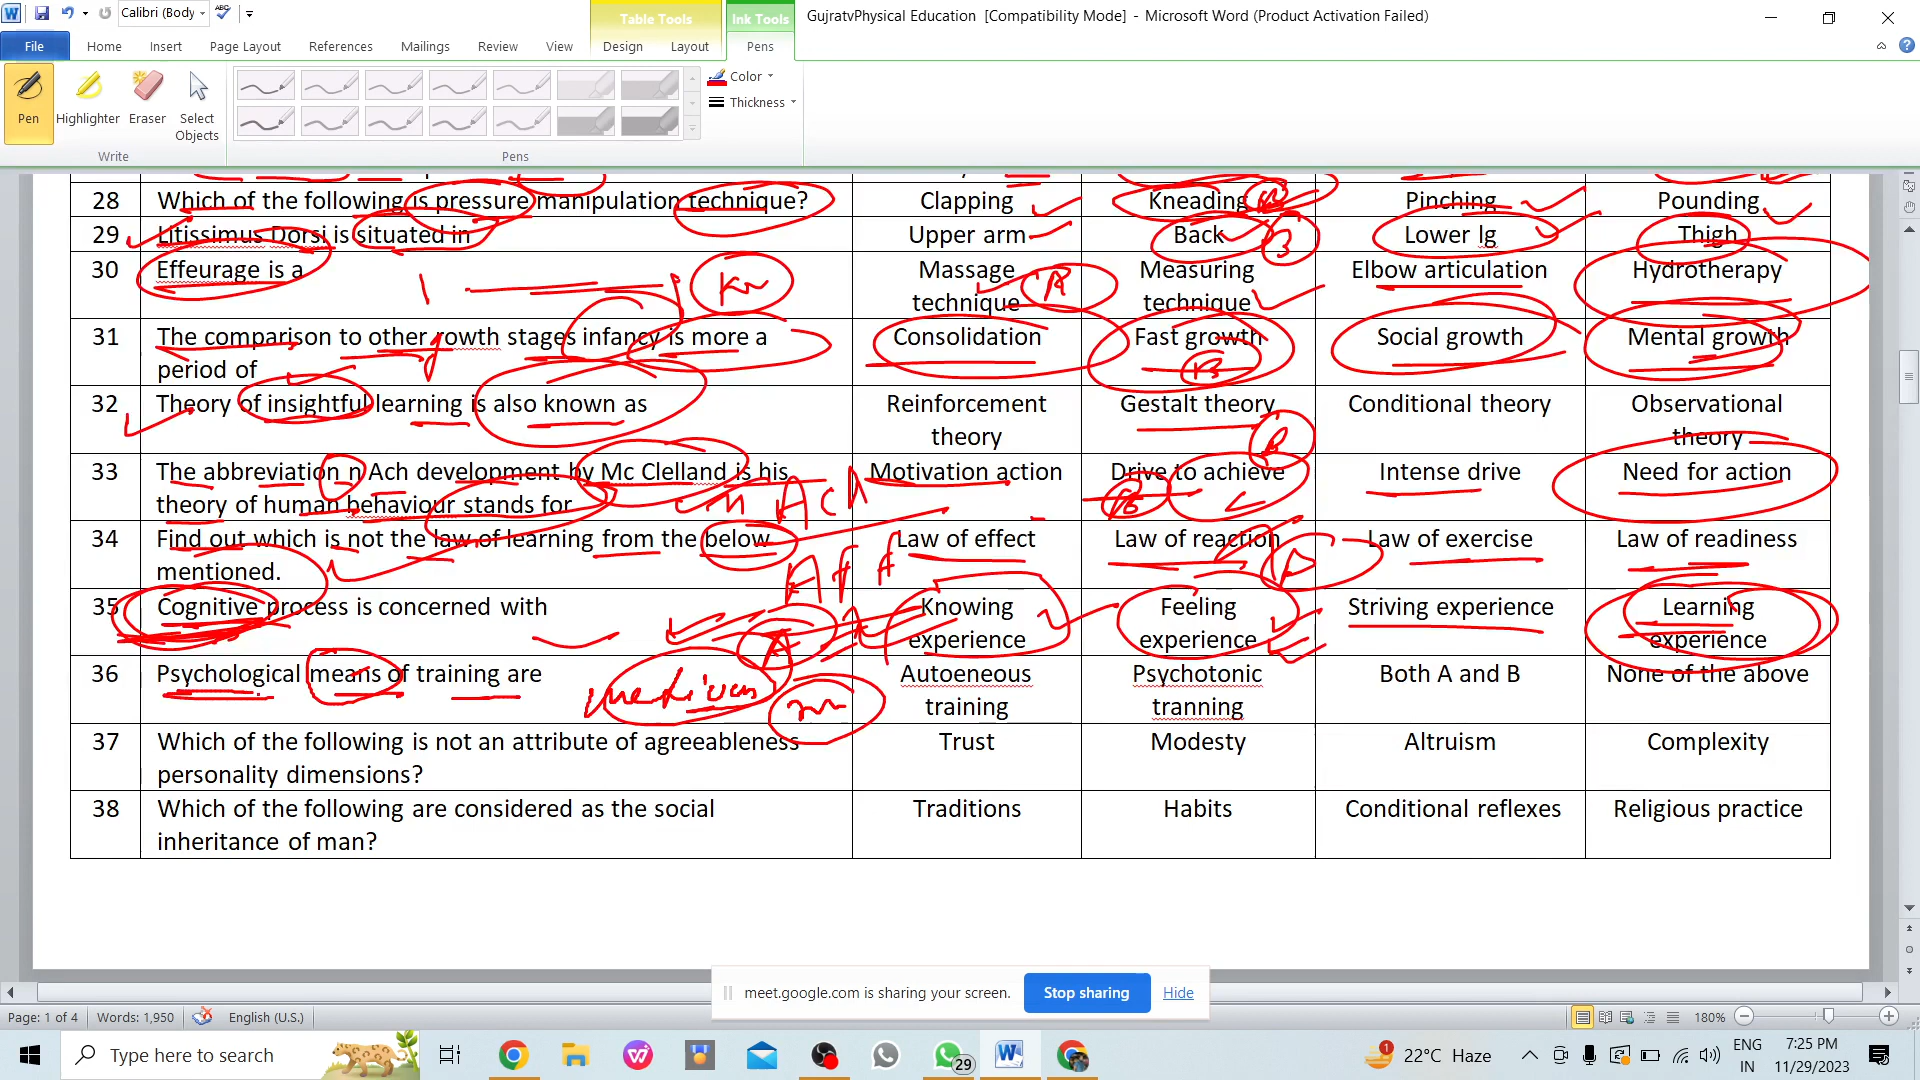 Calibri (Body
GujratvPhysical Education [Compatibility Mode] - Microsoft Word (Product Activation Failed)
Table Tools
Ink Tools
File Home Insert Page Layout References Mailings Review View Design Layout Pens
Pen Highlighter Eraser Select Objects
Color
Thickness
Write
Pens
28 Which of the following is pressure manipulation technique? Clapping Kneading Pinching Pounding
29 Litissimus Dorsi is situated in Upper arm Back Lower lg Thigh
30 Effeurage is a Massage technique Measuring technique Elbow articulation Hydrotherapy
31 The comparison to other rowth stages infancy is more a period of Consolidation Fast growth Social growth Mental growth
32 Theory of insightful learning is also known as Reinforcement theory Gestalt theory Conditional theory Observational theory
33 The abbreviation n Ach development by Mc Clelland is his theory of human behaviour stands for Motivation action Drive to achieve Intense drive Need for action
34 Find out which is not the law of learning from the below mentioned. Law of effect Law of reaction Law of exercise Law of readiness
35 Cognitive process is concerned with Knowing experience Feeling experience Striving experience Learning experience
36 Psychological means of training are Autoeneous training Psychotonic tranning Both A and B None of the above
37 Which of the following is not an attribute of agreeableness personality dimensions? Trust Modesty Altruism Complexity
38 Which of the following are considered as the social inheritance of man? Traditions Habits Conditional reflexes Religious practice
meet.google.com is sharing your screen. Stop sharing Hide
Page: 1 of 4 Words: 1,950 English (U.S.) 180%
Type here to search
29
1
22°C Haze
ENG
IN
7:25 PM
11/29/2023